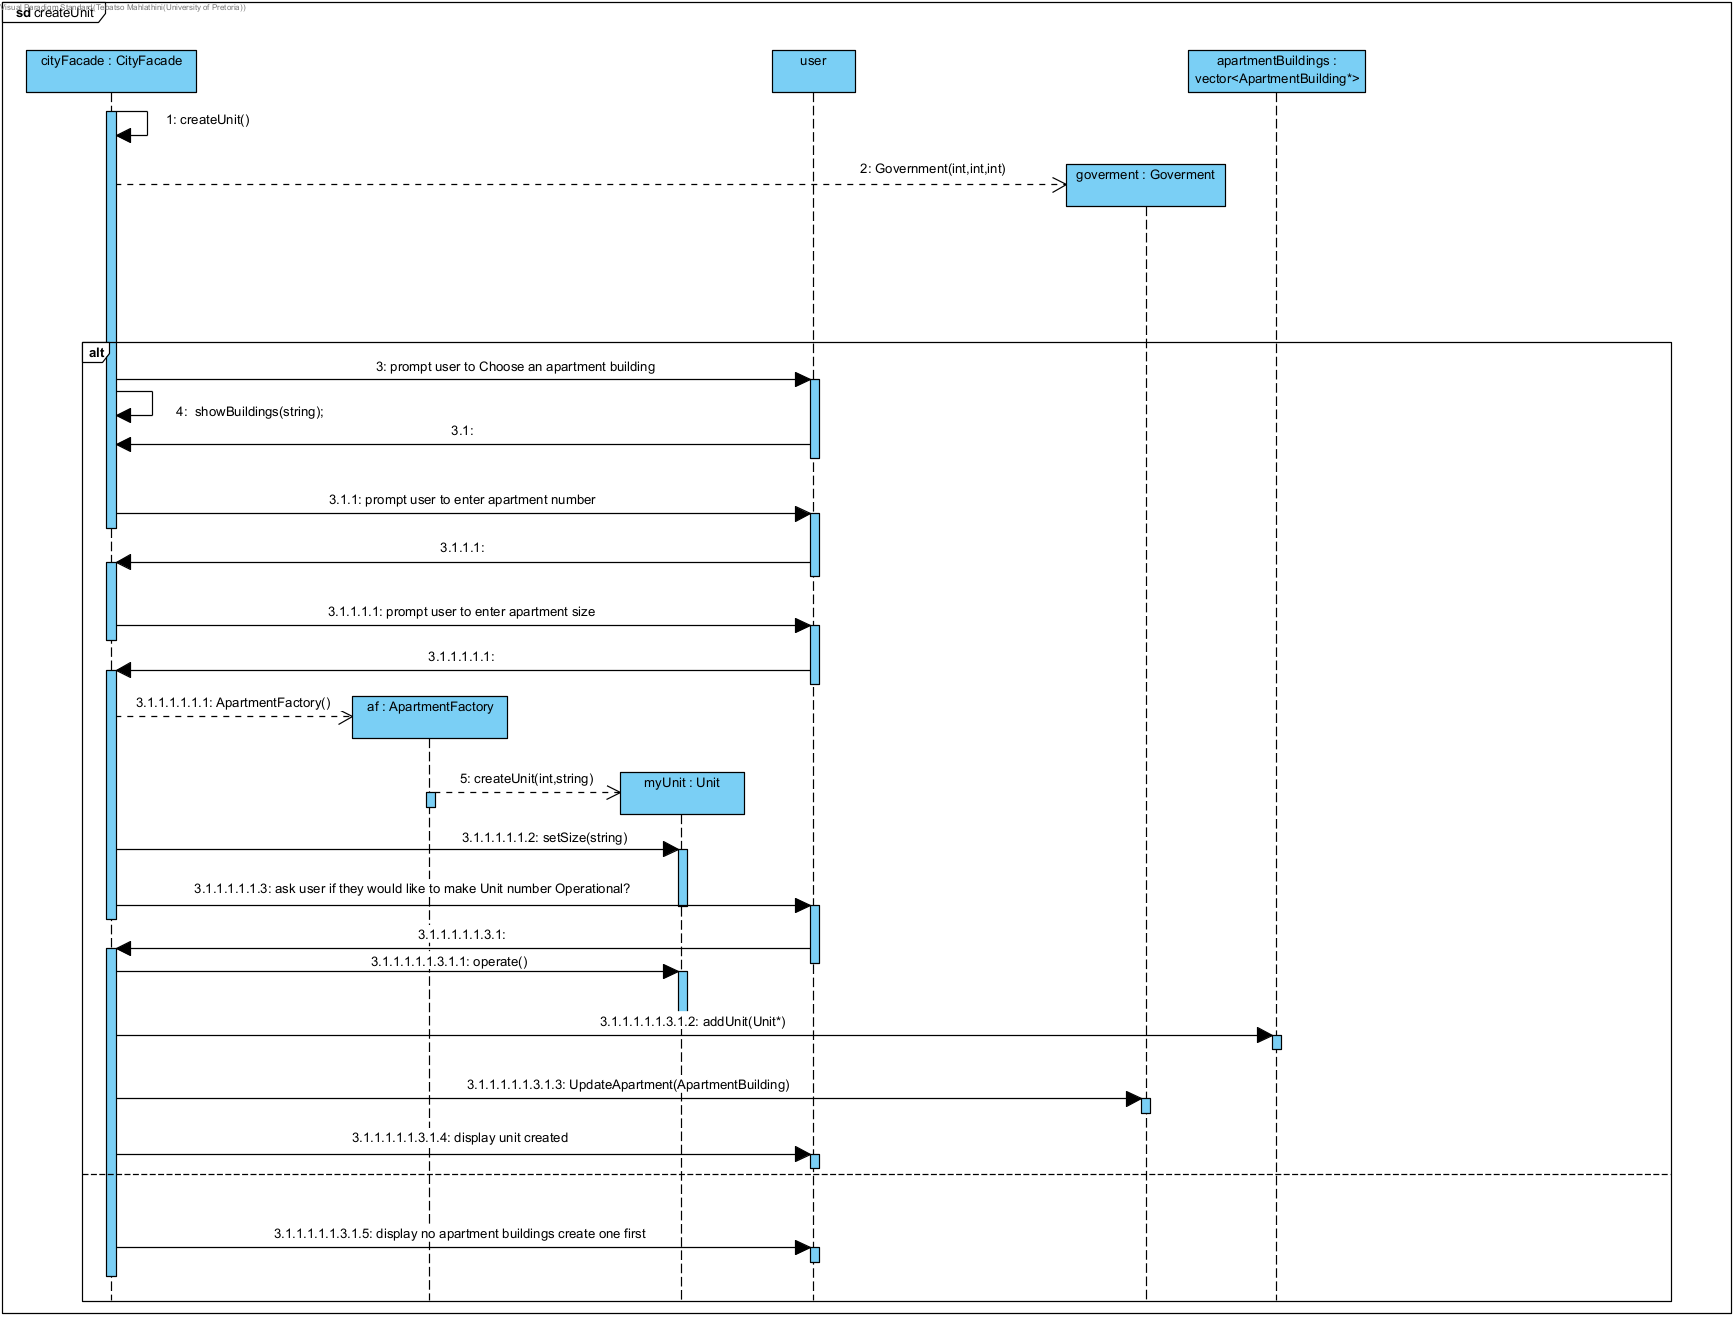 Visual Paradigm Standard(Tebatso Mahlathini(University of Pretoria))
sd createUnit
cityFacade : CityFacade
user
apartmentBuildings :
vector<ApartmentBuilding*>
1: createUnit()
2: Government(int,int,int)
goverment : Goverment
alt
3: prompt user to Choose an apartment building
4:  showBuildings(string);
3.1:
3.1.1: prompt user to enter apartment number
3.1.1.1:
3.1.1.1.1: prompt user to enter apartment size
3.1.1.1.1.1:
3.1.1.1.1.1.1: ApartmentFactory()
af : ApartmentFactory
5: createUnit(int,string)
myUnit : Unit
3.1.1.1.1.1.2: setSize(string)
3.1.1.1.1.1.3: ask user if they would like to make Unit number Operational?
3.1.1.1.1.1.3.1:
3.1.1.1.1.1.3.1.1: operate()
3.1.1.1.1.1.3.1.2: addUnit(Unit*)
3.1.1.1.1.1.3.1.3: UpdateApartment(ApartmentBuilding)
3.1.1.1.1.1.3.1.4: display unit created
3.1.1.1.1.1.3.1.5: display no apartment buildings create one first